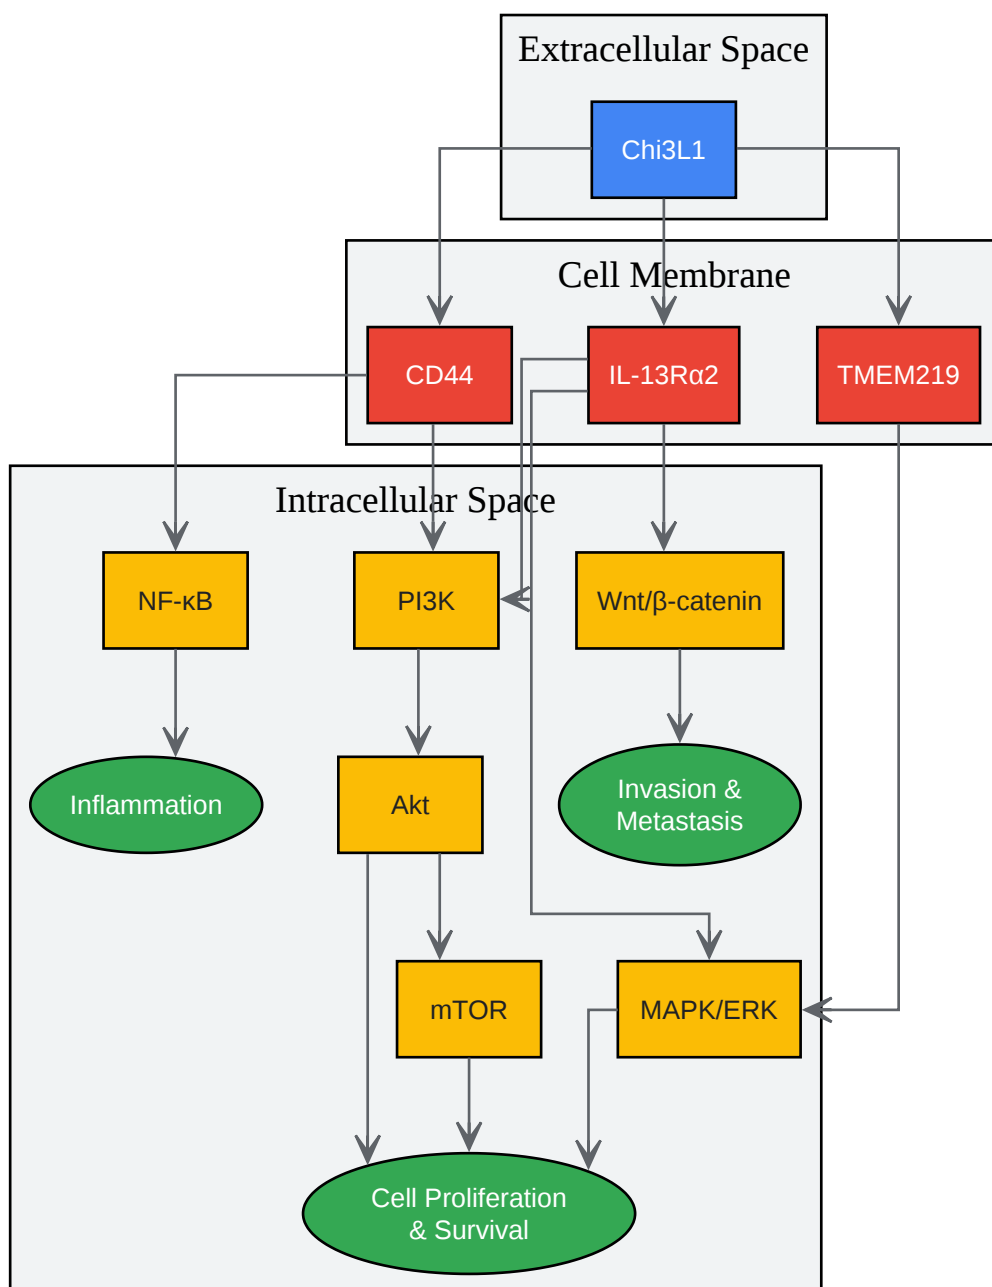 Extracellular Space
Chi3L1
Cell Membrane
CD44
IL-13Rα2
TMEM219
Intracellular Space
NF-κB
PI3K
Wnt/β-catenin
Inflammation
Akt
Invasion &
Metastasis
mTOR
MAPK/ERK
Cell Proliferation
& Survival